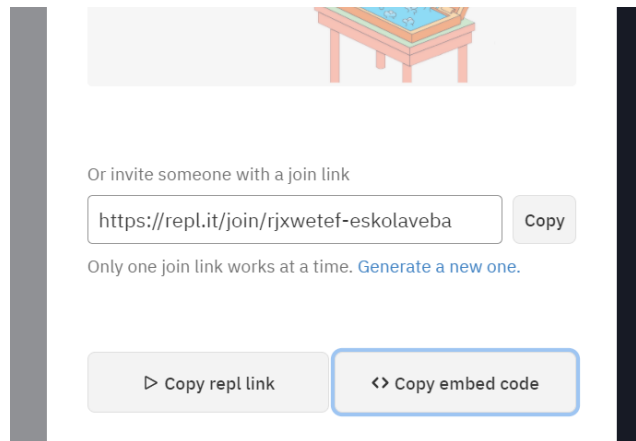 Or invite someone with a join link
https://repl.it/join/rjxwetef-eskolaveba
Copy
Only one join link works at a time. Generate a new one.
Copy repl link
<> Copy embed code